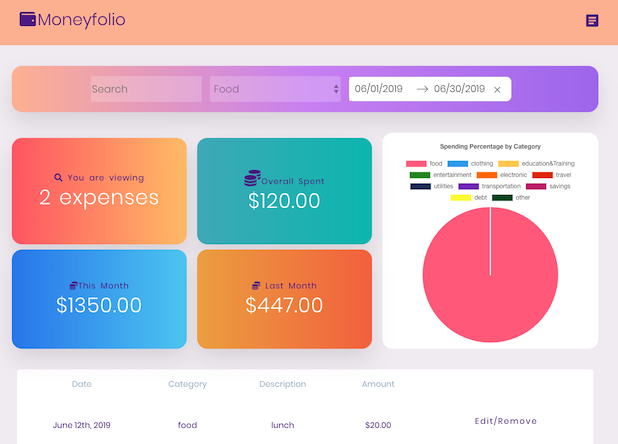 Moneyfolio
Search
Food
06/01/2019
06/30/2019
You are viewing
2 expenses
Overall Spent
$120.00
This Month
$1350.00
Last Month
$447.00
Spending Percentage by Category
food clothing education&Training
entertainment electronic travel
utilities transportation savings
debt other
Date Category Description Amount
June 12th, 2019 food lunch $20.00 Edit/Remove